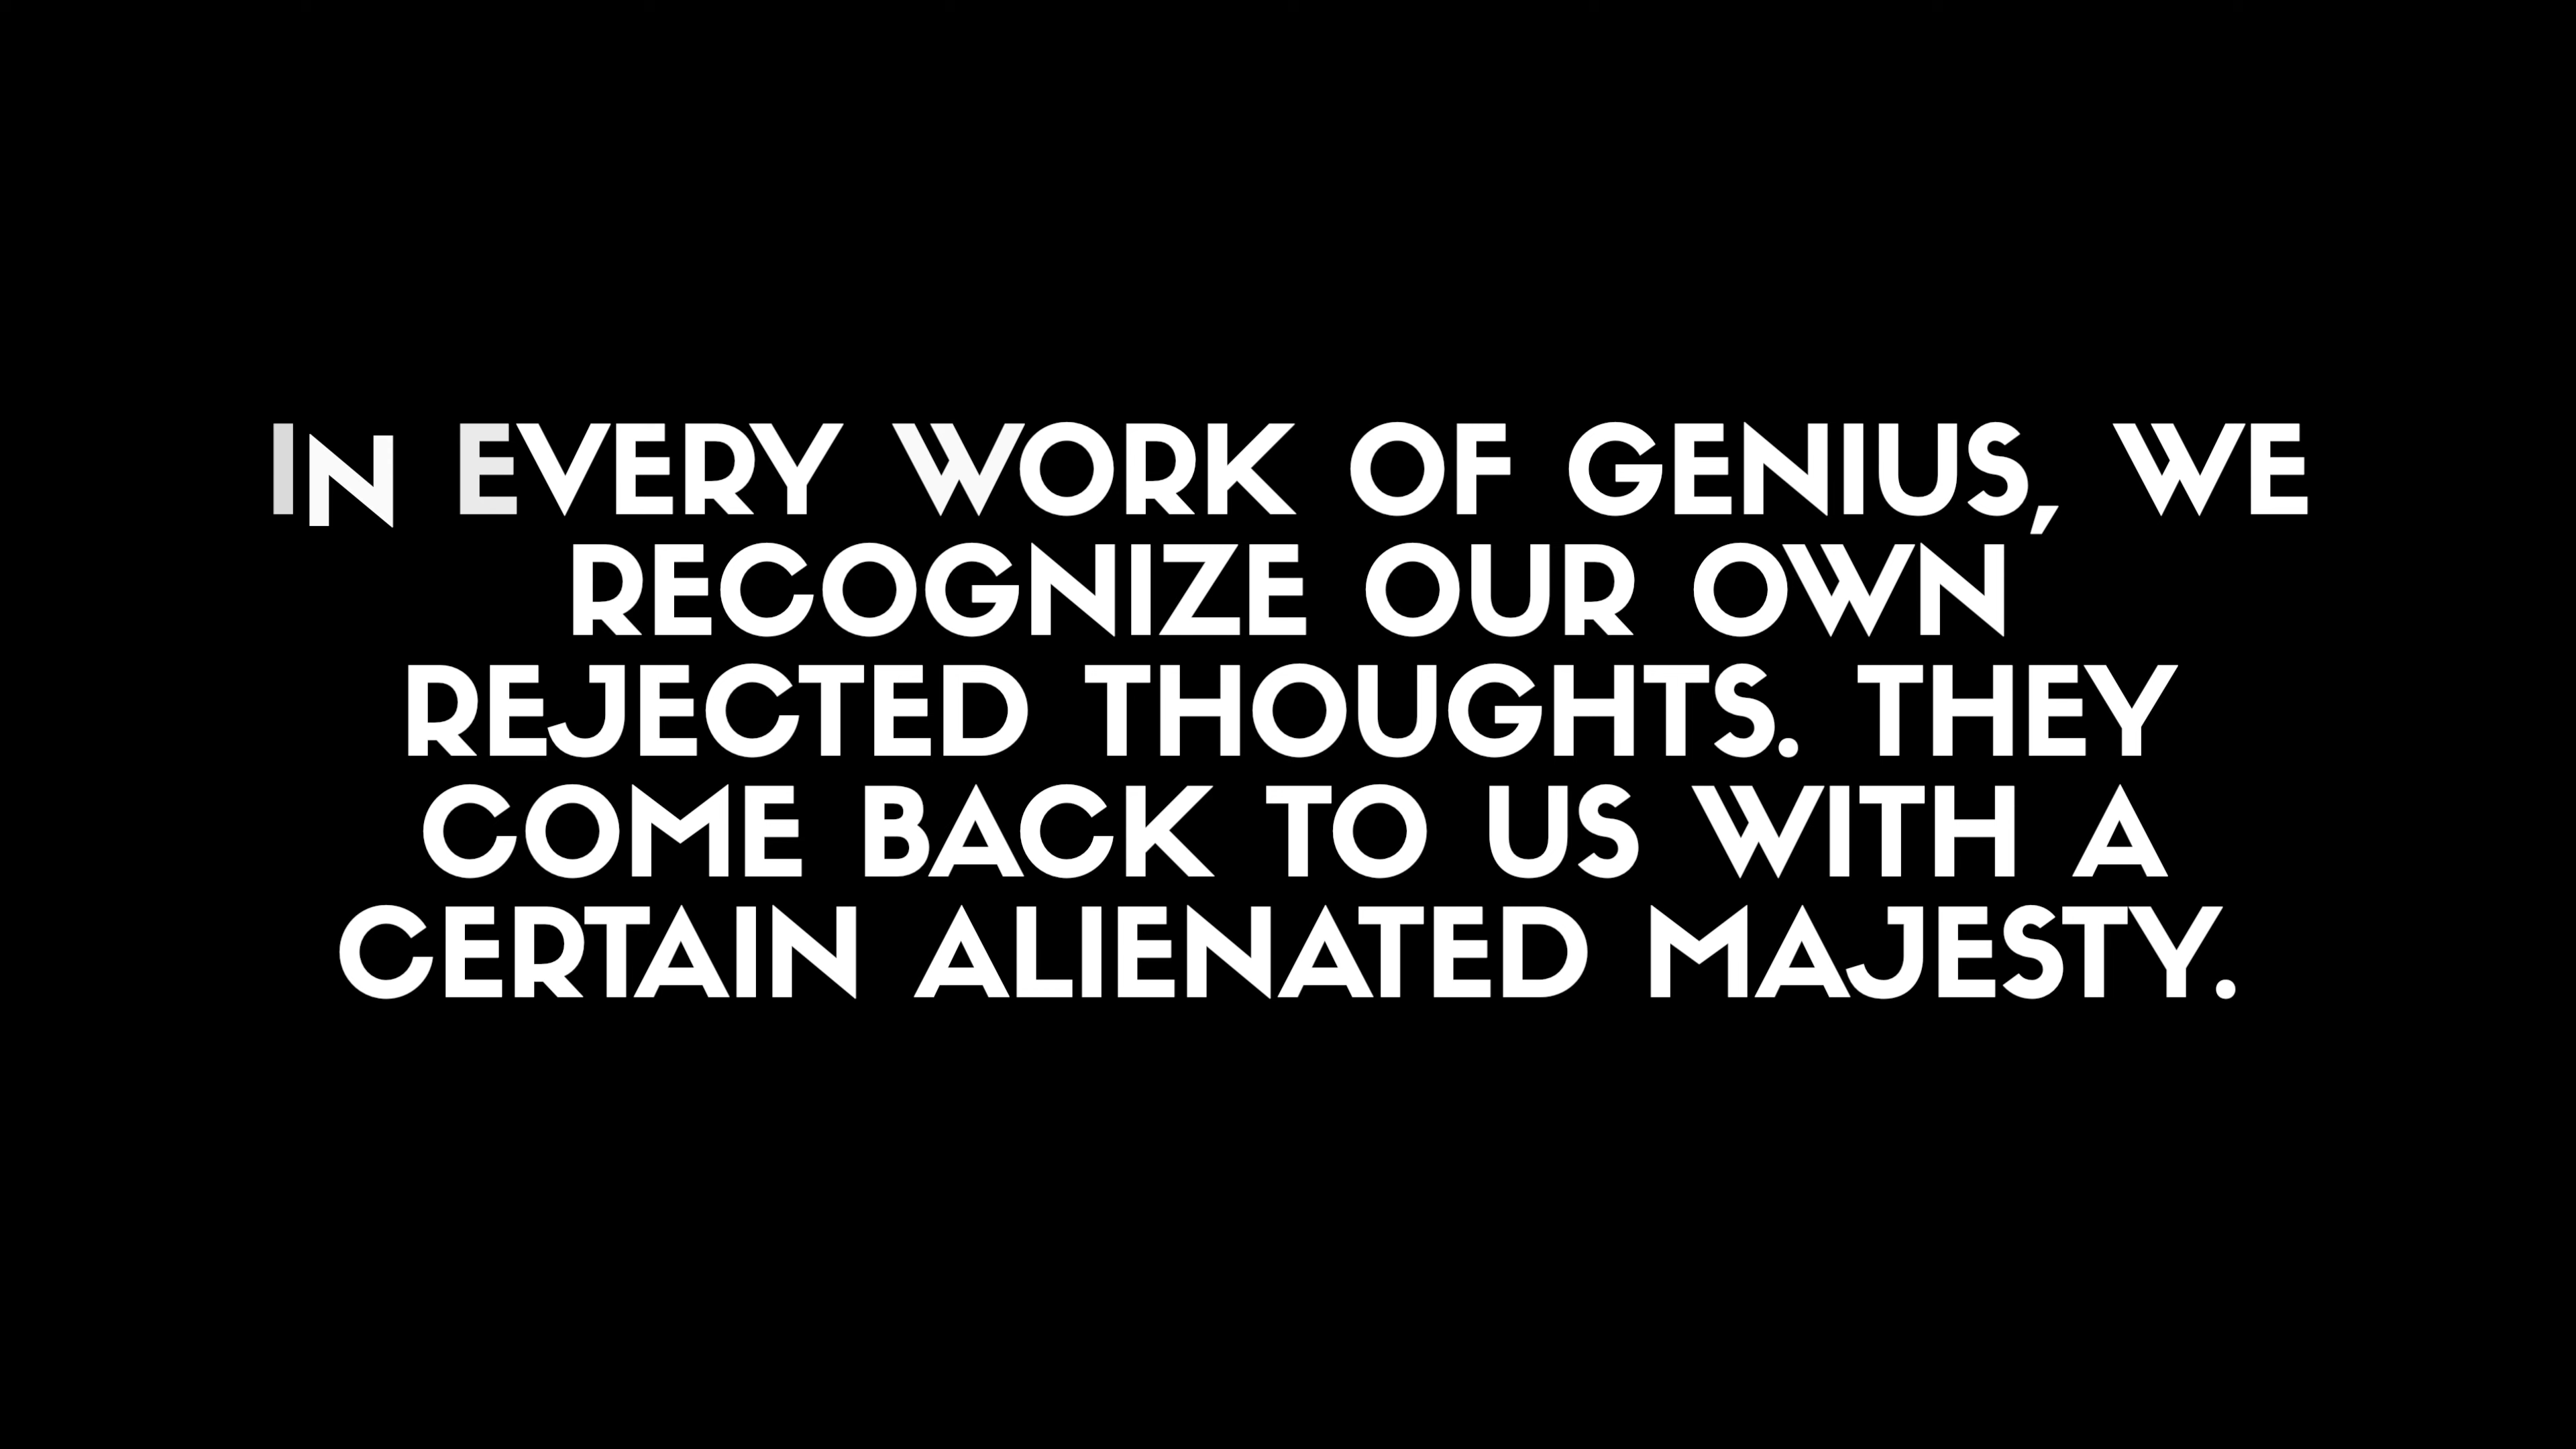 IN EVERY WORK OF GENIUS, WE
RECOGNIZE OUR OWN
REJECTED THOUGHTS. THEY
COME BACK TO US WITH A
CERTAIN ALIENATED MAJESTY.